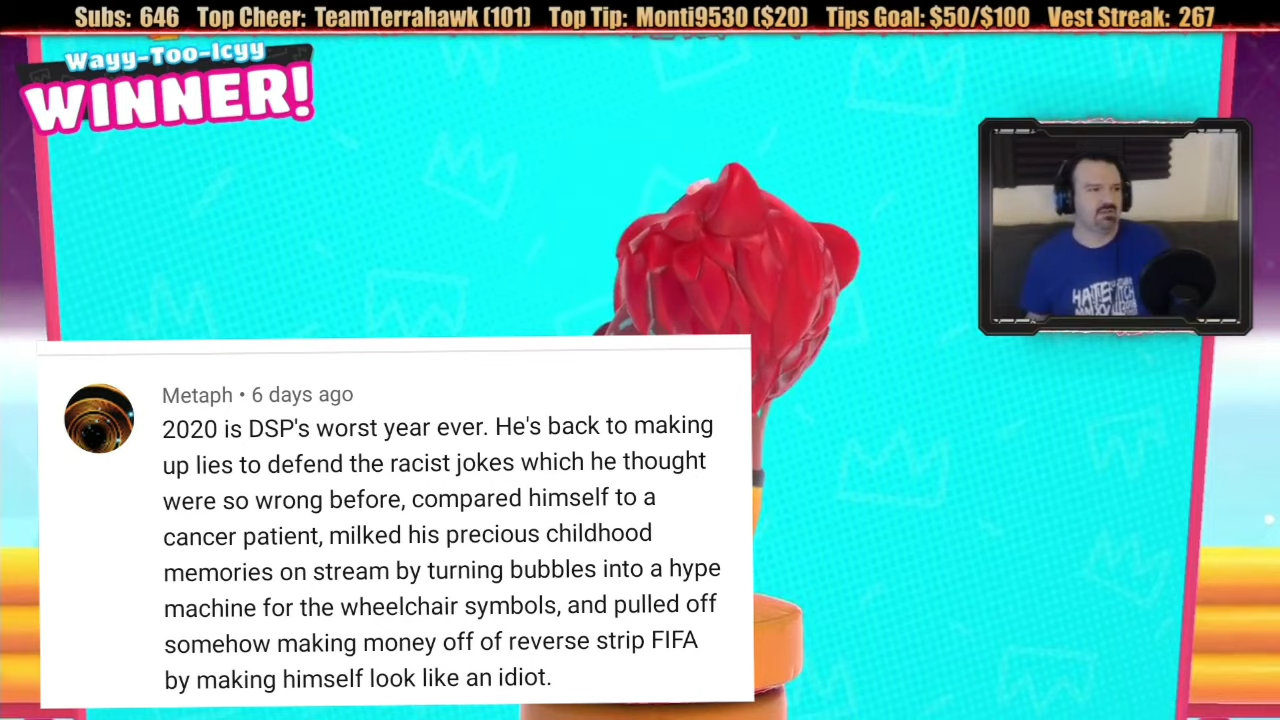 Subs: 646 Top Cheer: TeamTerrahawk (101) Top Tip: Monti9530 ($20) Tips Goal: $50/$100 Vest Streak: 267
Wayy-Too-Icyy
WINNER!
Metaph • 6 days ago
2020 is DSP's worst year ever. He's back to making
up lies to defend the racist jokes which he thought
were so wrong before, compared himself to a
cancer patient, milked his precious childhood
memories on stream by turning bubbles into a hype
machine for the wheelchair symbols, and pulled off
somehow making money off of reverse strip FIFA
by making himself look like an idiot.